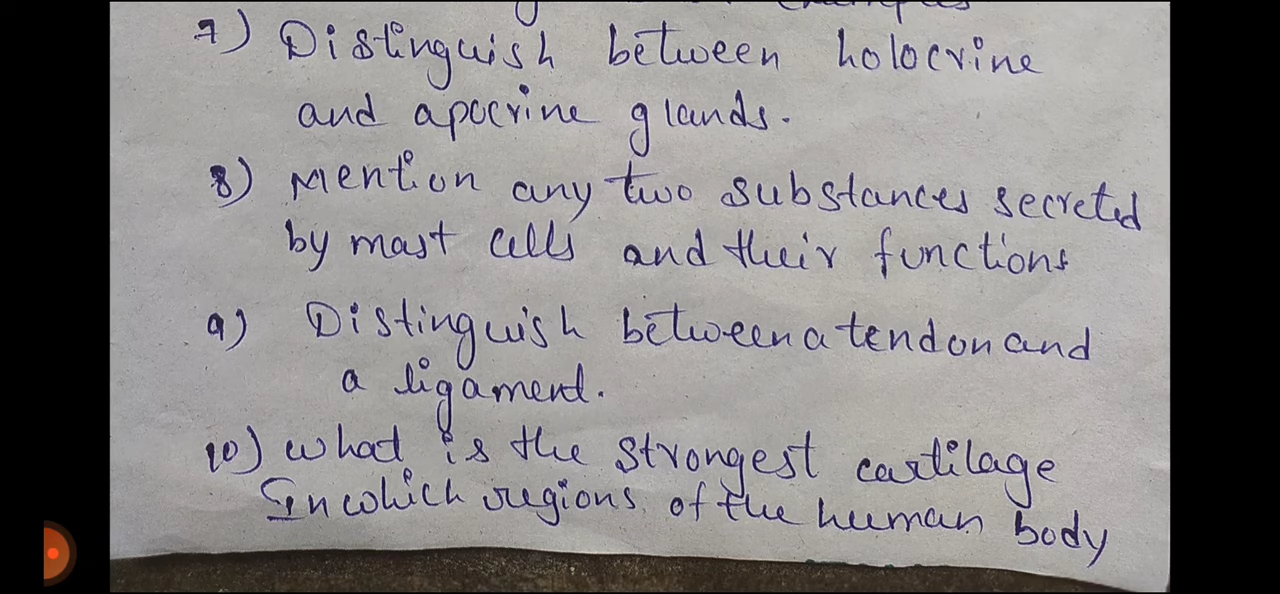 7) Distinguish between holocrine
and apocrine glands.
8) Mention any two substances secreted
by mast cells and their functions
9) Distinguish between a tendon and
a ligament.
10) What is the strongest cartilage
In which regions of the human body